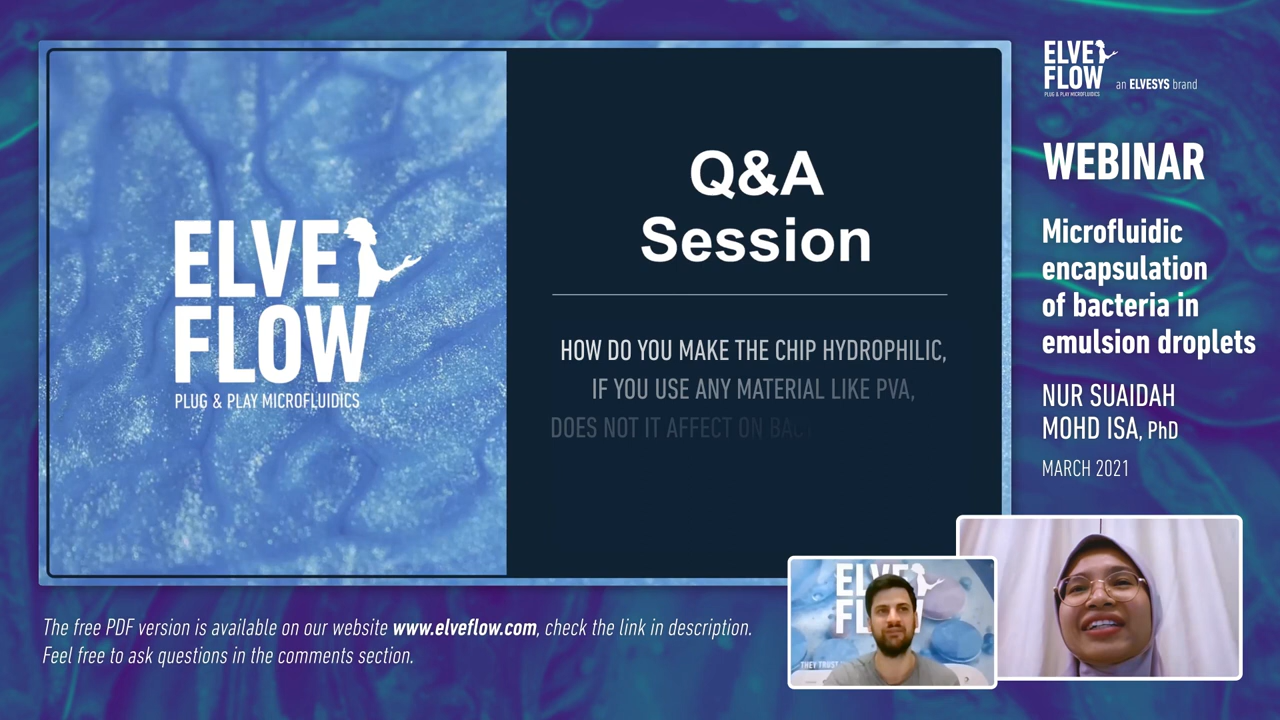 ELVE
FLOW
PLUG & PLAY MICROFLUIDICS
Q&A
Session
HOW DO YOU MAKE THE CHIP HYDROPHILIC,
IF YOU USE ANY MATERIAL LIKE PVA,
DOES NOT IT AFFECT ON
ELVE
FLOW
PLUG & PLAY MICROFLUIDICS
an ELVESYS brand
WEBINAR
Microfluidic
encapsulation
of bacteria in
emulsion droplets
NUR SUAIDAH
MOHD ISA, PhD
MARCH 2021
ELVE
FLOW
THEY TRUST
The free PDF version is available on our website www.elveflow.com, check the link in description.
Feel free to ask questions in the comments section.